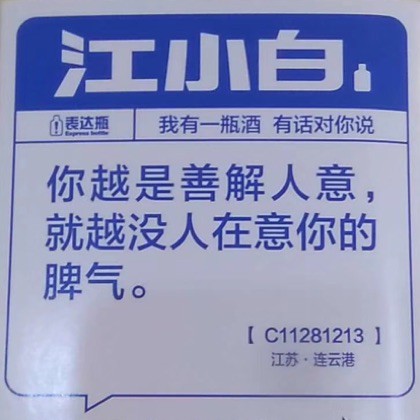 江小白
表达瓶
Express bottle
我有一瓶酒 有话对你说
你越是善解人意，
就越没人在意你的
脾气。
【 C11281213 】
江苏·连云港